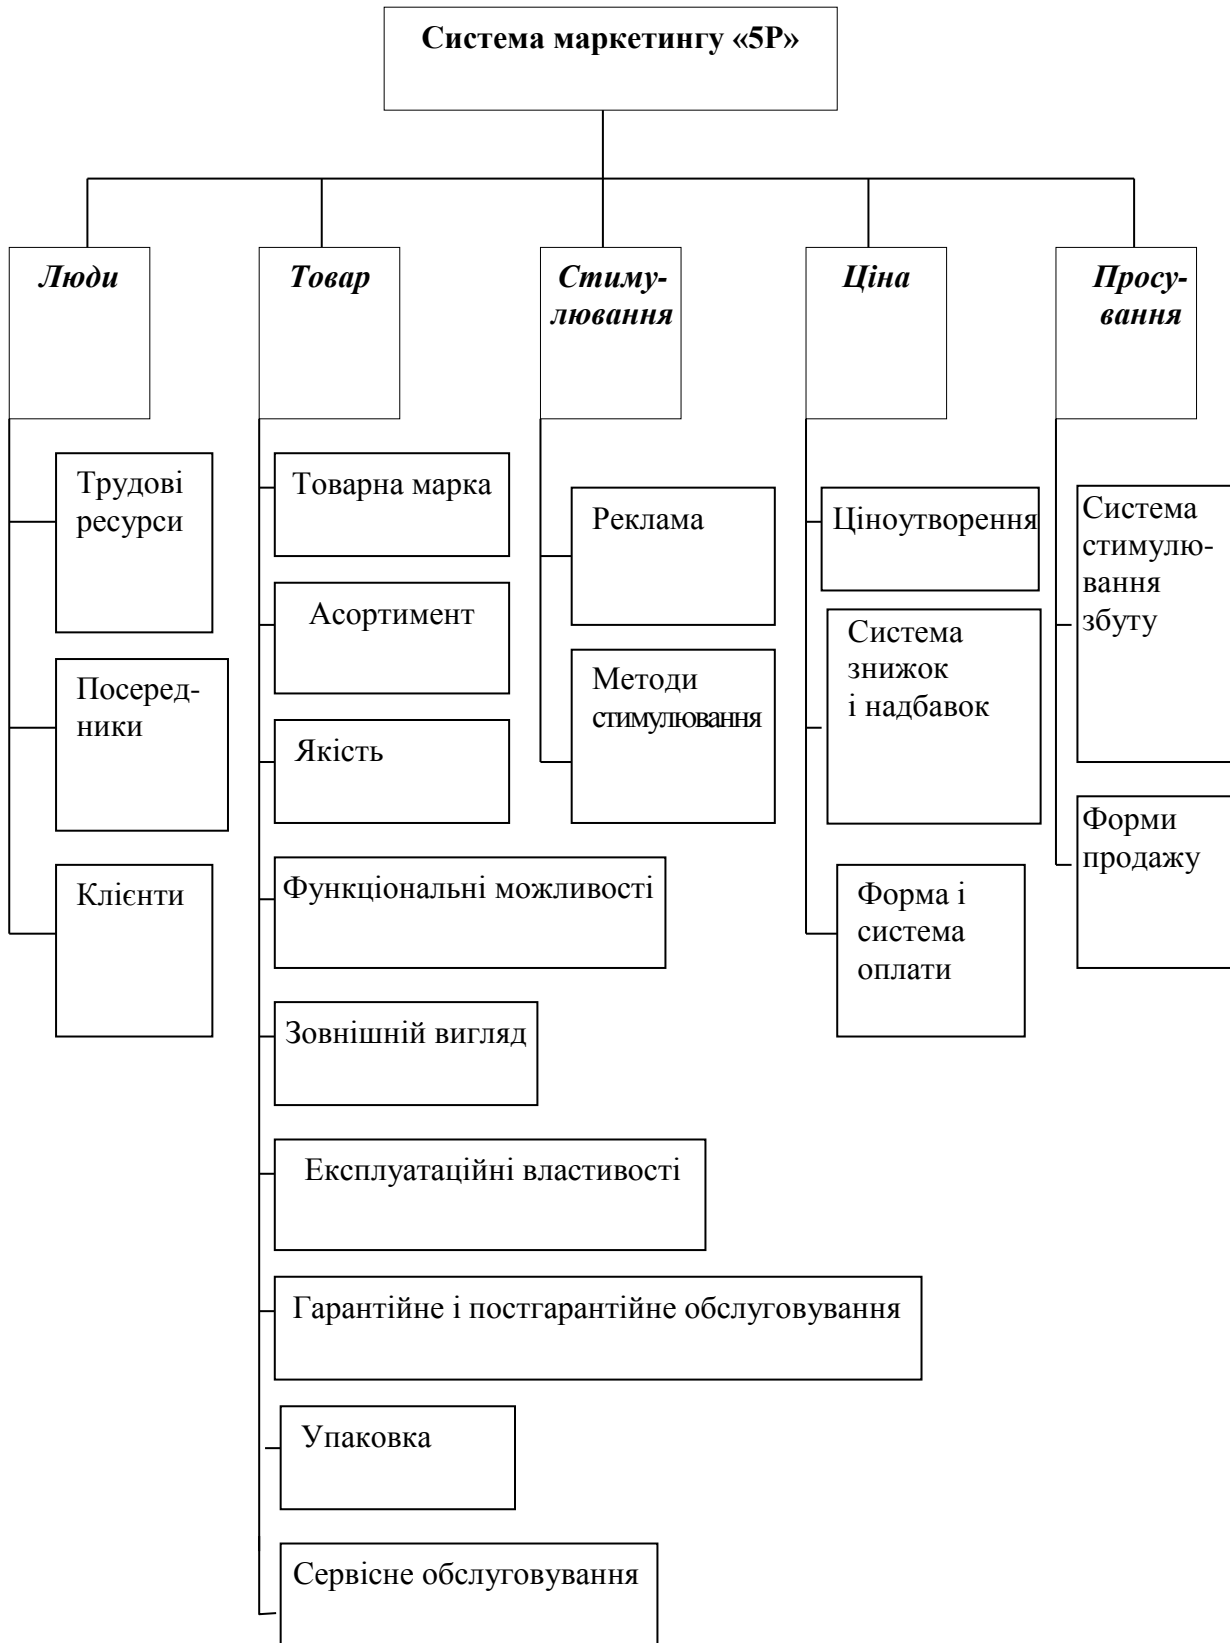 Система маркетингу «5Р»
Люди
Товар
Стиму-
лювання
Ціна
Просу-
вання
Трудові
ресурси
Посеред-
ники
Клієнти
Товарна марка
Асортимент
Якість
Функціональні можливості
Зовнішній вигляд
Експлуатаційні властивості
Гарантійне і постгарантійне обслуговування
Упаковка
Сервісне обслуговування
Реклама
Методи
стимулювання
Ціноутворення
Система
знижок
і надбавок
Форма і
система
оплати
Система
стимулю-
вання
збуту
Форми
продажу